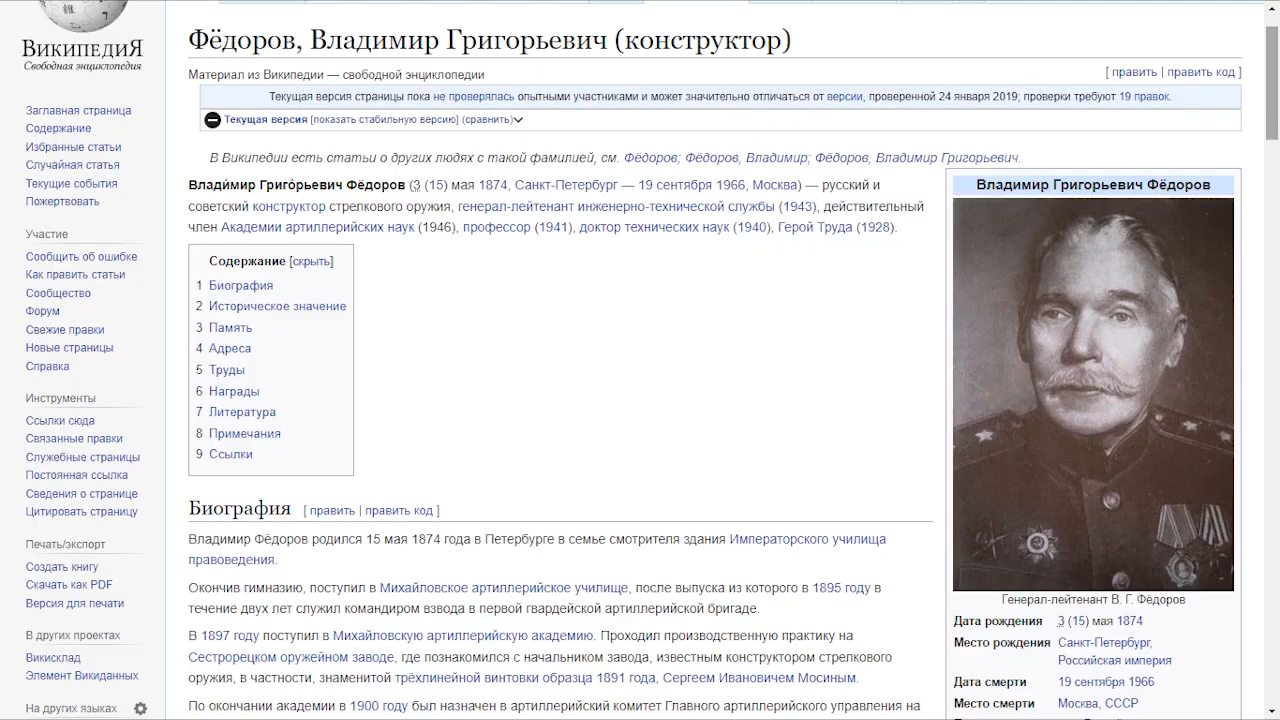 ВИКИПЕДИЯ
Свободная энциклопедия
Заглавная страница
Содержание
Избранные статьи
Случайная статья
Текущие события
Пожертвовать
Участие
Сообщить об ошибке
Как править статьи
Сообщество
Форум
Свежие правки
Новые страницы
Справка
Инструменты
Ссылки сюда
Связанные правки
Служебные страницы
Постоянная ссылка
Сведения о странице
Цитировать страницу
Печать/экспорт
Создать книгу
Скачать как PDF
Версия для печати
В других проектах
Викисклад
Элемент Викиданных
На других языках
Фёдоров, Владимир Григорьевич (конструктор)
Материал из Википедии — свободной энциклопедии
[ править | править код ]
Текущая версия страницы пока не проверялась опытными участниками и может значительно отличаться от версии, проверенной 24 января 2019; проверки требуют 19 правок.
Текущая версия [показать стабильную версию] (сравнить)
В Википедии есть статьи о других людях с такой фамилией, см. Фёдоров; Фёдоров, Владимир; Фёдоров, Владимир Григорьевич.
Влади́мир Григо́рьевич Фёдоров (3 (15) мая 1874, Санкт-Петербург — 19 сентября 1966, Москва) — русский и
советский конструктор стрелкового оружия, генерал-лейтенант инженерно-технической службы (1943), действительный
член Академии артиллерийских наук (1946), профессор (1941), доктор технических наук (1940), Герой Труда (1928).
Содержание [скрыть]
1 Биография
2 Историческое значение
3 Память
4 Адреса
5 Труды
6 Награды
7 Литература
8 Примечания
9 Ссылки
Биография [ править | править код ]
Владимир Фёдоров родился 15 мая 1874 года в Петербурге в семье смотрителя здания Императорского училища
правоведения.
Окончив гимназию, поступил в Михайловское артиллерийское училище, после выпуска из которого в 1895 году в
течение двух лет служил командиром взвода в первой гвардейской артиллерийской бригаде.
В 1897 году поступил в Михайловскую артиллерийскую академию. Проходил производственную практику на
Сестрорецком оружейном заводе, где познакомился с начальником завода, известным конструктором стрелкового
оружия, в частности, знаменитой трёхлинейной винтовки образца 1891 года, Сергеем Ивановичем Мосиным.
По окончании академии в 1900 году был назначен в артиллерийский комитет Главного артиллерийского управления на
Владимир Григорьевич Фёдоров
Генерал-лейтенант В. Г. Фёдоров
Дата рождения 3 (15) мая 1874
Место рождения Санкт-Петербург,
Российская империя
Дата смерти 19 сентября 1966
Место смерти Москва, СССР